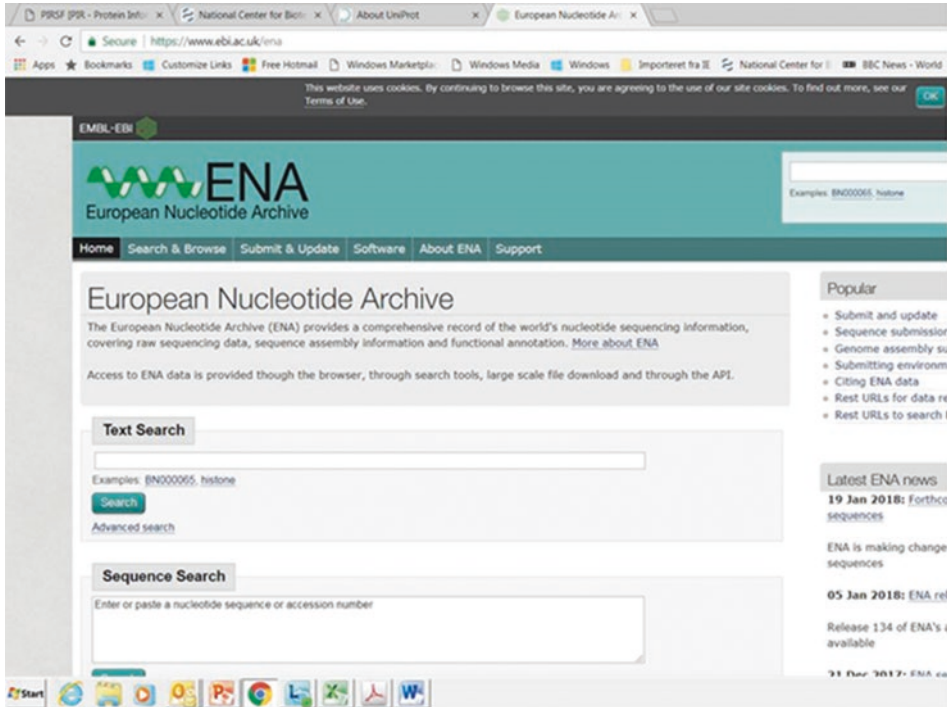 PIRSF [PIR - Protein Infor
National Center for Biote
About UniProt
European Nucleotide Arc
Secure
https://www.ebi.ac.uk/ena
Apps Bookmarks Customize Links Free Hotmail Windows Marketplac Windows Media Windows Importeret fra IE National Center for BBC News - World
This website uses cookies. By continuing to browse this site, you are agreeing to the use of our site cookies. To find out more, see our
Terms of Use.
OK
EMBL-EBI
ENA
European Nucleotide Archive
Examples: BN000065, histone
Home Search & Browse Submit & Update Software About ENA Support
European Nucleotide Archive
The European Nucleotide Archive (ENA) provides a comprehensive record of the world's nucleotide sequencing information,
covering raw sequencing data, sequence assembly information and functional annotation. More about ENA
Access to ENA data is provided though the browser, through search tools, large scale file download and through the API.
Text Search
Examples: BN000065, histone
Search
Advanced search
Sequence Search
Enter or paste a nucleotide sequence or accession number
Popular
Submit and update
Sequence submission
Genome assembly su
Submitting environm
Citing ENA data
Rest URLs for data re
Rest URLs to search
Latest ENA news
19 Jan 2018: Forthco
sequences
ENA is making change
sequences
05 Jan 2018: ENA rel
Release 134 of ENA's a
available
21 Dec 2017: ENA se
Start